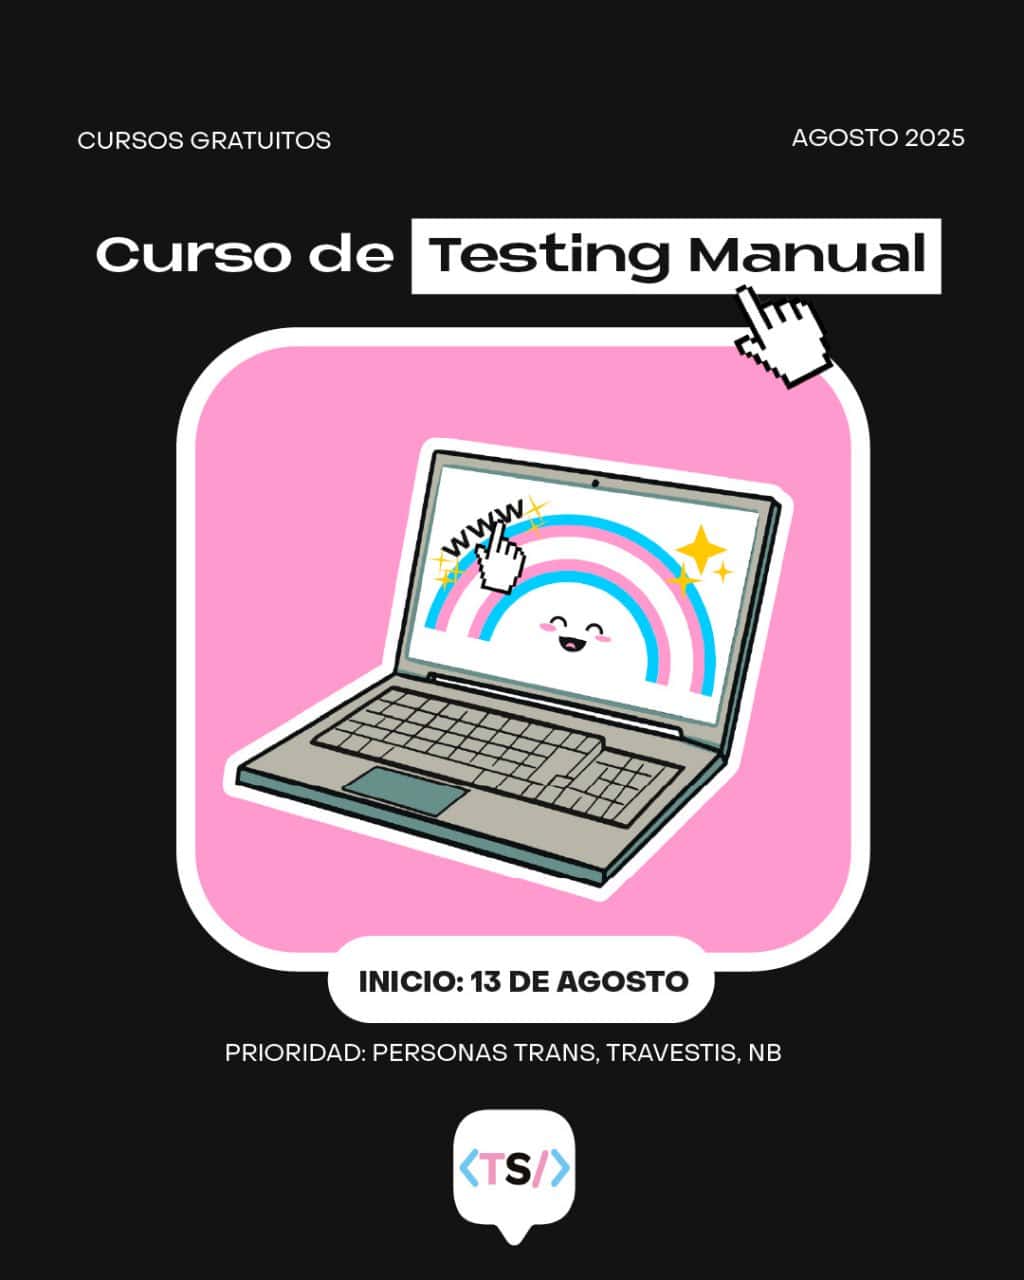 CURSOS GRATUITOS
AGOSTO 2025
Curso de Testing Manual
www
INICIO: 13 DE AGOSTO
PRIORIDAD: PERSONAS TRANS, TRAVESTIS, NB
<TS/>